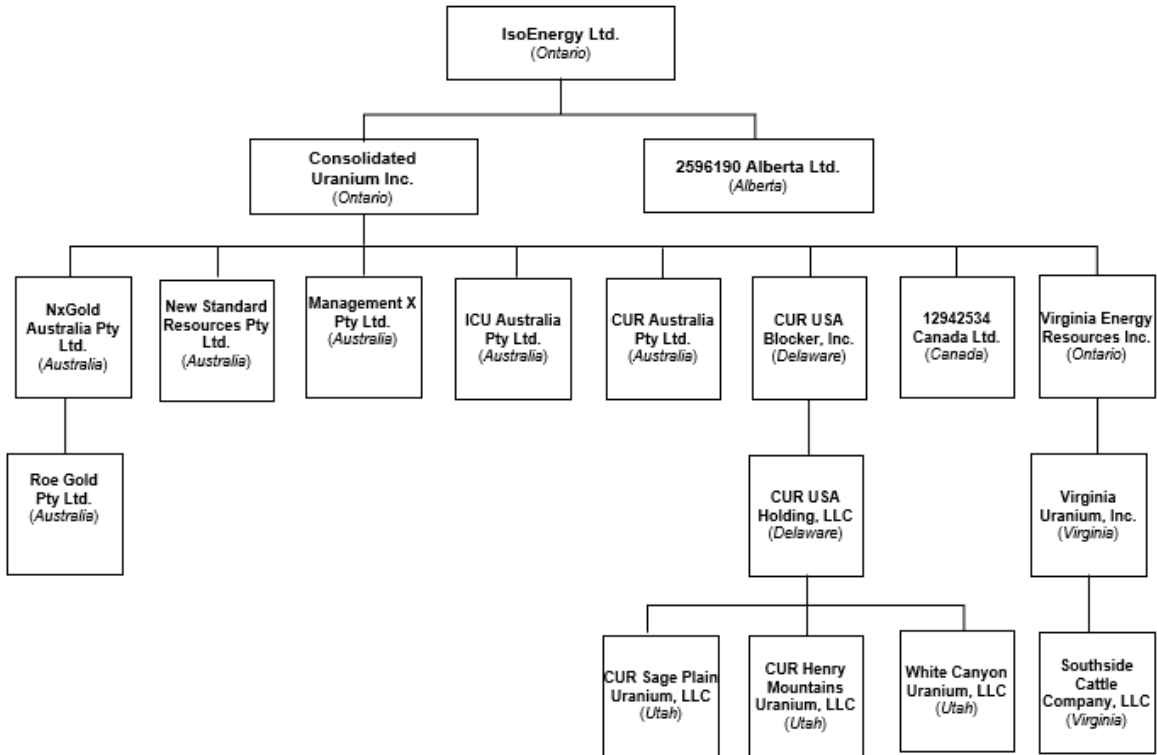 IsoEnergy Ltd.
(Ontario)
Consolidated
Uranium Inc.
(Ontario)
2596190 Alberta Ltd.
(Alberta)
NxGold
Australia Pty
Ltd.
(Australia)
New Standard
Resources Pty
Ltd.
(Australia)
Management X
Pty Ltd.
(Australia)
ICU Australia
Pty Ltd.
(Australia)
CUR Australia
Pty Ltd.
(Australia)
CUR USA
Blocker, Inc.
(Delaware)
12942534
Canada Ltd.
(Canada)
Virginia Energy
Resources Inc.
(Ontario)
Roe Gold
Pty Ltd.
(Australia)
CUR USA
Holding, LLC
(Delaware)
Virginia
Uranium, Inc.
(Virginia)
CUR Sage Plain
Uranium, LLC
(Utah)
CUR Henry
Mountains
Uranium, LLC
(Utah)
White Canyon
Uranium, LLC
(Utah)
Southside
Cattle
Company, LLC
(Virginia)